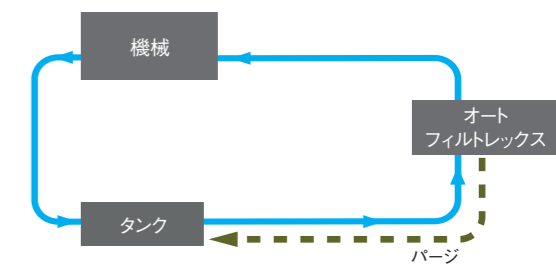 機械
オート
フィルトレックス
タンク
パージ